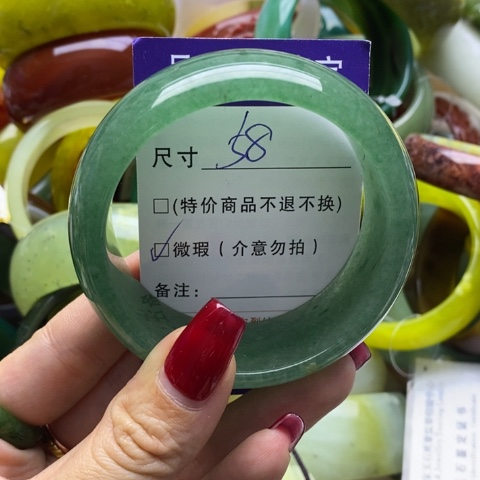 尺寸 58
□(特价商品不退不换)
☑微瑕(介意勿拍)
备注: